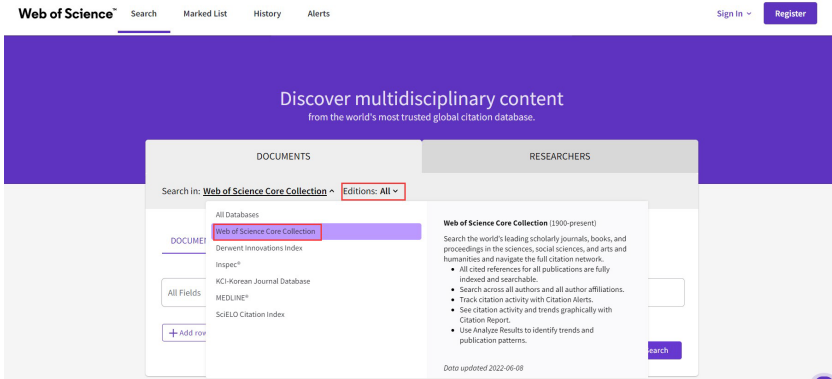 Web of Science™ Search Marked List History Alerts Sign In Register
Discover multidisciplinary content
from the world's most trusted global citation database.
DOCUMENTS RESEARCHERS
Search in: Web of Science Core Collection Editions: All
All Databases
Web of Science Core Collection
Derwent Innovations Index
Inspec®
KCI-Korean Journal Database
MEDLINE®
SciELO Citation Index
Web of Science Core Collection (1900-present)
Search the world's leading scholarly journals, books, and
proceedings in the sciences, social sciences, and arts and
humanities and navigate the full citation network.
• All cited references for all publications are fully
indexed and searchable.
• Search across all authors and all author affiliations.
• Track citation activity with Citation Alerts.
• See citation activity and trends graphically with
Citation Report.
• Use Analyze Results to identify trends and
publication patterns.
Data updated 2022-06-08
DOCUMEN
All Fields
+ Add row
earch